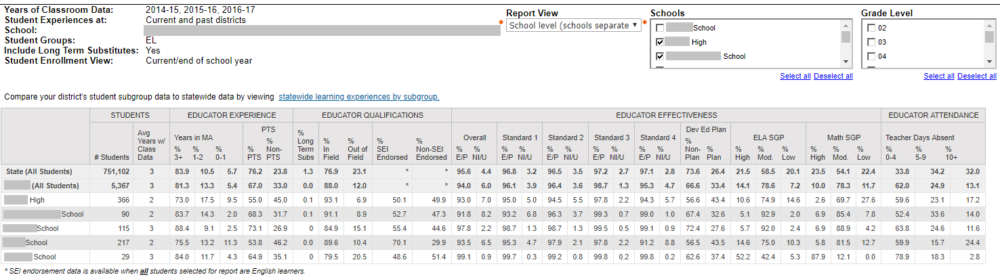 Years of Classroom Data: 2014-15, 2015-16, 2016-17
Student Experiences at: Current and past districts
School:
Student Groups: EL
Include Long Term Substitutes: Yes
Student Enrollment View: Current/end of school year
Report View
School level (schools separate
Schools
School
High
School
Select all Deselect all
Grade Level
02
03
04
Select all Deselect all
Compare your district's student subgroup data to statewide data by viewing statewide learning experiences by subgroup.
STUDENTS EDUCATOR EXPERIENCE EDUCATOR QUALIFICATIONS EDUCATOR EFFECTIVENESS EDUCATOR ATTENDANCE
# Students Avg Years w/ Class Data Years in MA PTS % Long Term Subs % In Field % Out of Field % SEI Endorsed % Non-SEI Endorsed Overall Standard 1 Standard 2 Standard 3 Standard 4 Dev Ed Plan ELA SGP Math SGP Teacher Days Absent
% 3+ % 1-2 % 0-1 % PTS % Non-PTS % E/P % NI/U % E/P % NI/U % E/P % NI/U % E/P % NI/U % E/P % NI/U % Non-Plan % Plan % High % Mod. % Low % High % Mod. % Low % 0-4 % 5-9 % 10+
State (All Students) 751,102 3 83.9 10.5 5.7 76.2 23.8 1.3 76.9 23.1 * * 95.6 4.4 96.8 3.2 96.5 3.5 97.2 2.7 97.1 2.8 73.6 26.4 21.5 58.5 20.1 23.5 54.1 22.4 33.8 34.2 32.0
(All Students) 5,367 3 81.3 13.3 5.4 67.0 33.0 0.0 88.0 12.0 * * 94.0 6.0 96.1 3.9 96.4 3.6 98.7 1.3 95.3 4.7 66.6 33.4 14.1 78.6 7.2 10.0 78.3 11.7 62.0 24.9 13.1
High 366 2 73.0 17.5 9.5 55.0 45.0 0.1 93.1 6.9 50.1 49.9 93.0 7.0 95.0 5.0 94.5 5.5 97.8 2.2 94.3 5.7 56.6 43.4 10.6 74.9 14.6 2.6 69.7 27.6 59.6 23.1 17.2
School 90 2 83.7 14.3 2.0 68.3 31.7 0.1 91.1 8.9 52.7 47.3 91.8 8.2 93.2 6.8 96.3 3.7 99.3 0.7 99.0 1.0 67.4 32.6 5.1 92.9 2.0 6.9 85.4 7.8 52.4 33.6 14.0
School 115 3 88.4 9.1 2.5 73.1 26.9 0 84.9 15.1 55.4 44.6 97.8 2.2 98.7 1.3 98.7 1.3 99.5 0.5 99.1 0.9 72.4 27.6 5.7 92.0 2.4 6.9 88.9 4.2 63.8 24.6 11.6
School 217 2 75.5 13.2 11.3 53.8 46.2 0.0 89.6 10.4 70.1 29.9 93.5 6.5 95.3 4.7 97.9 2.1 97.8 2.2 91.2 8.8 56.5 43.5 14.6 75.0 10.3 5.8 81.5 12.7 59.9 15.7 24.4
School 29 3 84.0 11.7 4.3 64.9 35.1 0 79.5 20.5 48.6 51.4 99.1 0.9 99.7 0.3 99.2 0.8 99.8 0.2 99.8 0.2 62.6 37.4 52.2 42.4 5.3 87.9 12.1 0.0 78.9 18.3 2.8
* SEI endorsement data is available when all students selected for report are English learners.